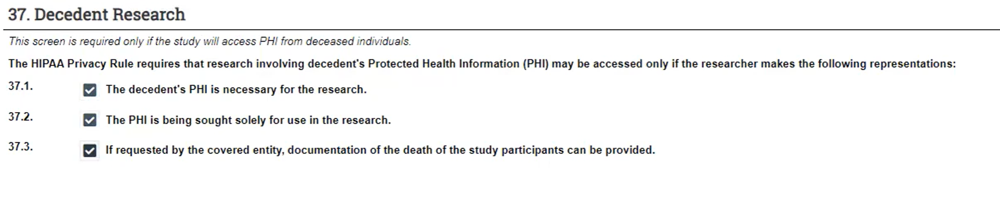 37. Decedent Research
This screen is required only if the study will access PHI from deceased individuals.
The HIPAA Privacy Rule requires that research involving decedent's Protected Health Information (PHI) may be accessed only if the researcher makes the following representations:
37.1. The decedent's PHI is necessary for the research.
37.2. The PHI is being sought solely for use in the research.
37.3. If requested by the covered entity, documentation of the death of the study participants can be provided.